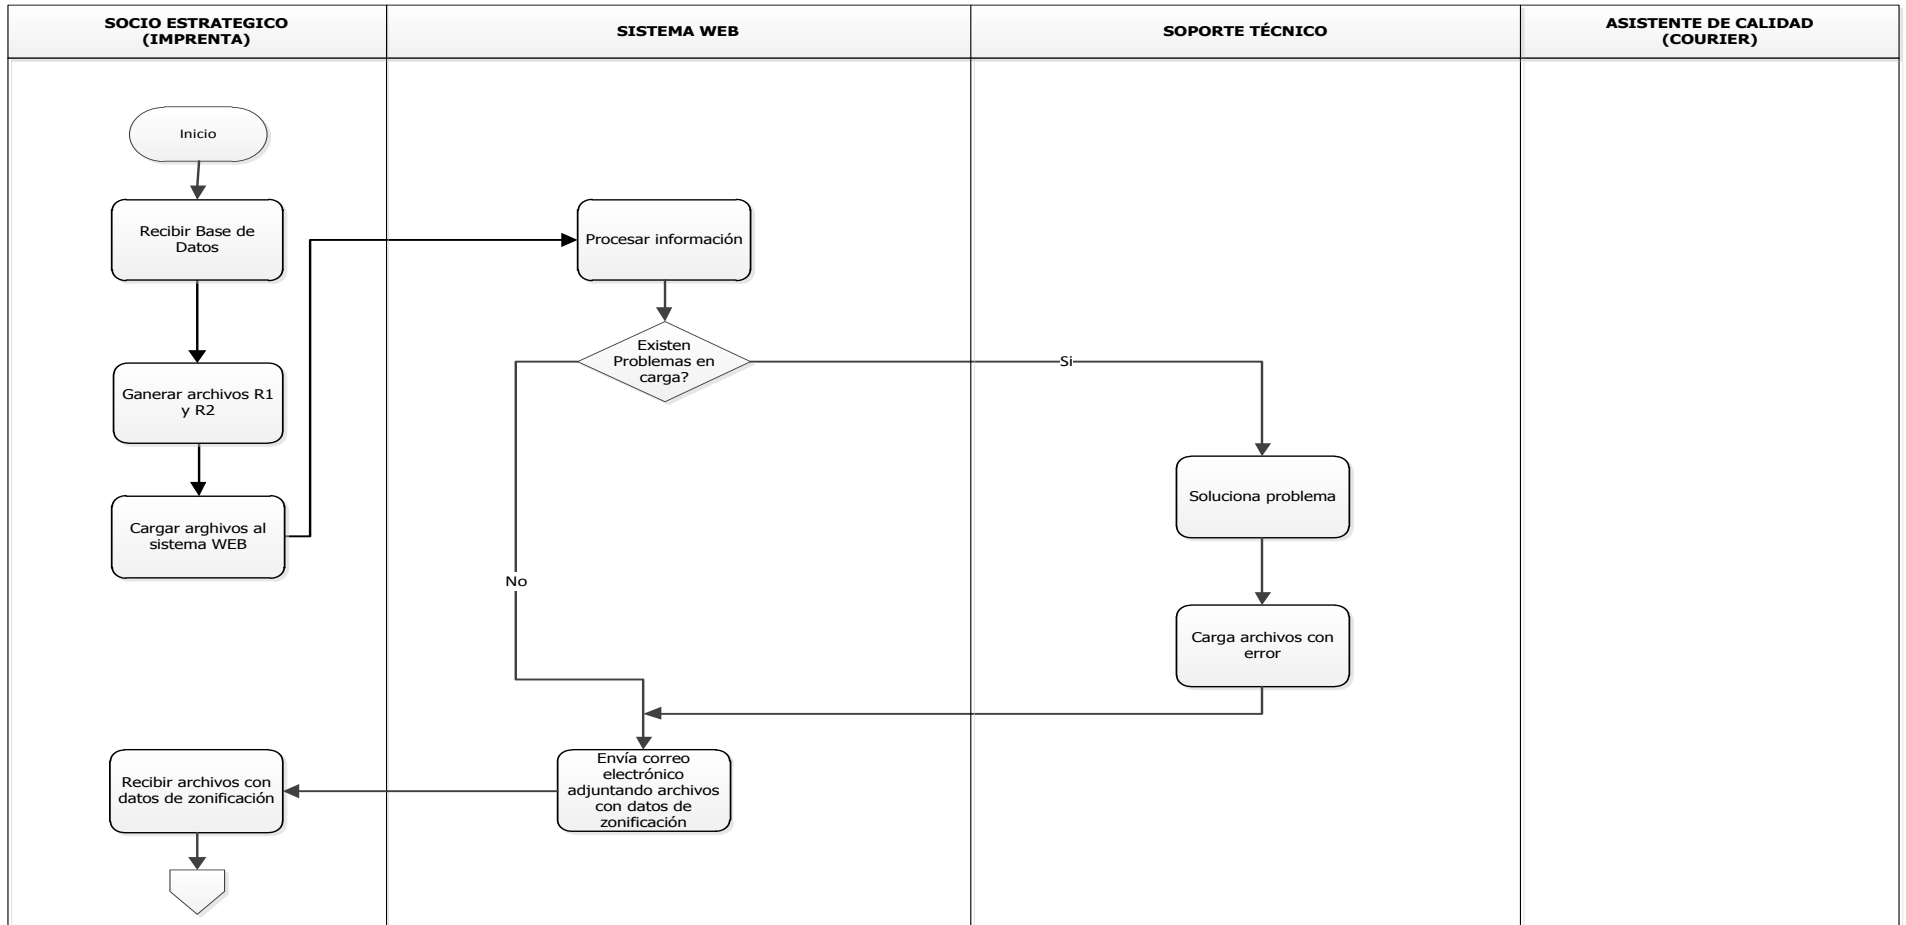 SOCIO ESTRATEGICO
(IMPRENTA)
SISTEMA WEB
SOPORTE TÉCNICO
ASISTENTE DE CALIDAD
(COURIER)
Inicio
Recibir Base de
Datos
Procesar información
Existen
Problemas en
carga?
Si
Ganerar archivos R1
y R2
Soluciona problema
Cargar arghivos al
sistema WEB
No
Carga archivos con
error
Envía correo
electrónico
adjuntando archivos
con datos de
zonificación
Recibir archivos con
datos de zonificación